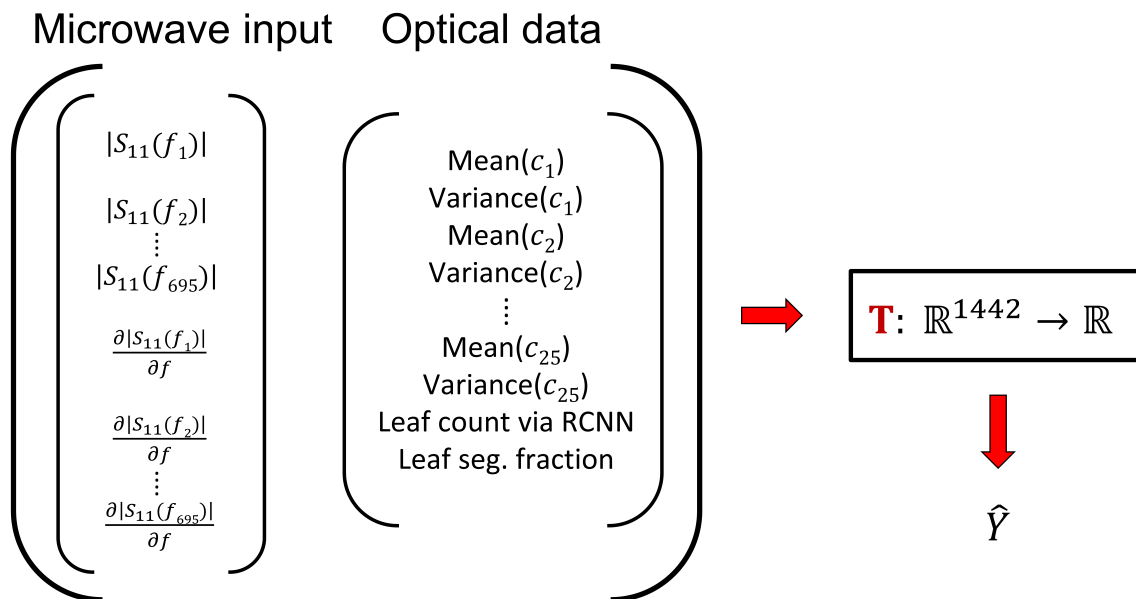 Microwave input
Optical data
|S₁₁(f₁)|
|S₁₁(f₂)|
⋮
|S₁₁(f₆₉₅)|
∂|S₁₁(f₁)|
∂f
∂|S₁₁(f₂)|
∂f
⋮
∂|S₁₁(f₆₉₅)|
∂f
Mean(c₁)
Variance(c₁)
Mean(c₂)
Variance(c₂)
⋮
Mean(c₂₅)
Variance(c₂₅)
Leaf count via RCNN
Leaf seg. fraction
T: ℝ¹⁴⁴² → ℝ
Ŷ